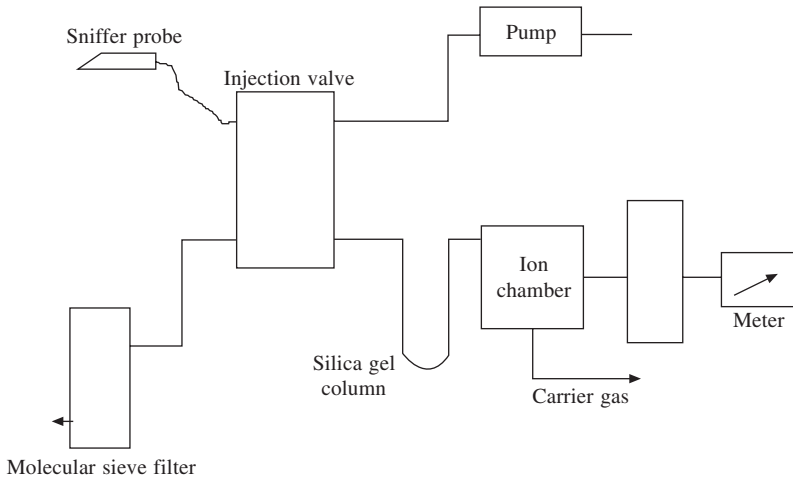 Sniffer probe
Pump
Injection valve
Ion
chamber
Meter
Silica gel
column
Carrier gas
Molecular sieve filter